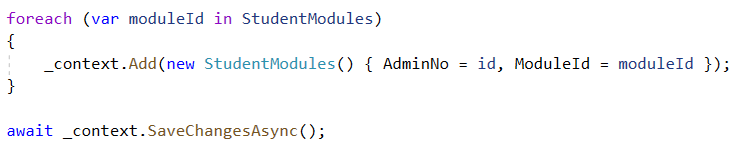 foreach (var moduleId in StudentModules)
{
    _context.Add(new StudentModules() { AdminNo = id, ModuleId = moduleId });
}
await _context.SaveChangesAsync();